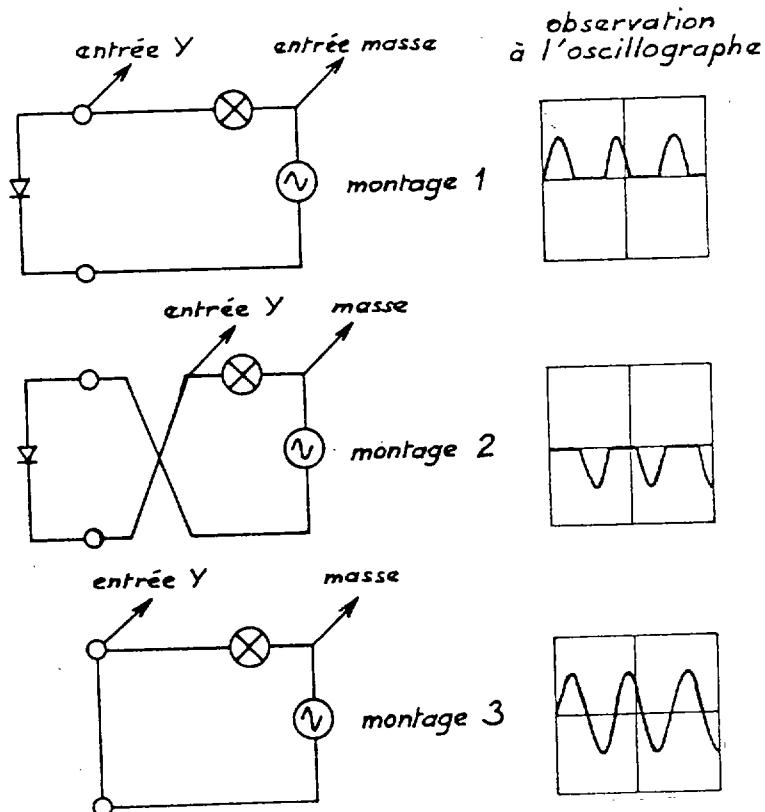 observation
à l'oscillographe
entrée Y
entrée masse
montage 1
entrée Y
masse
montage 2
entrée Y
masse
montage 3